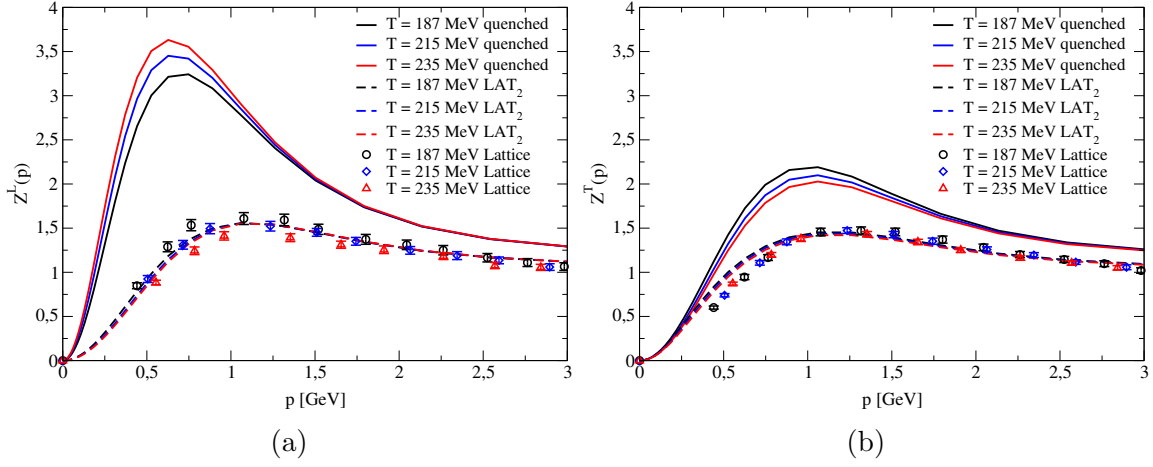 4
3,5
3
2,5
2
1,5
1
0,5
0
Z^L(p)
0
0,5
1
1,5
2
2,5
3
p [GeV]
T = 187 MeV quenched
T = 215 MeV quenched
T = 235 MeV quenched
T = 187 MeV LAT_2
T = 215 MeV LAT_2
T = 235 MeV LAT_2
T = 187 MeV Lattice
T = 215 MeV Lattice
T = 235 MeV Lattice
(a)
4
3,5
3
2,5
2
1,5
1
0,5
0
Z^T(p)
0
0,5
1
1,5
2
2,5
3
p [GeV]
T = 187 MeV quenched
T = 215 MeV quenched
T = 235 MeV quenched
T = 187 MeV LAT_2
T = 215 MeV LAT_2
T = 235 MeV LAT_2
T = 187 MeV Lattice
T = 215 MeV Lattice
T = 235 MeV Lattice
(b)